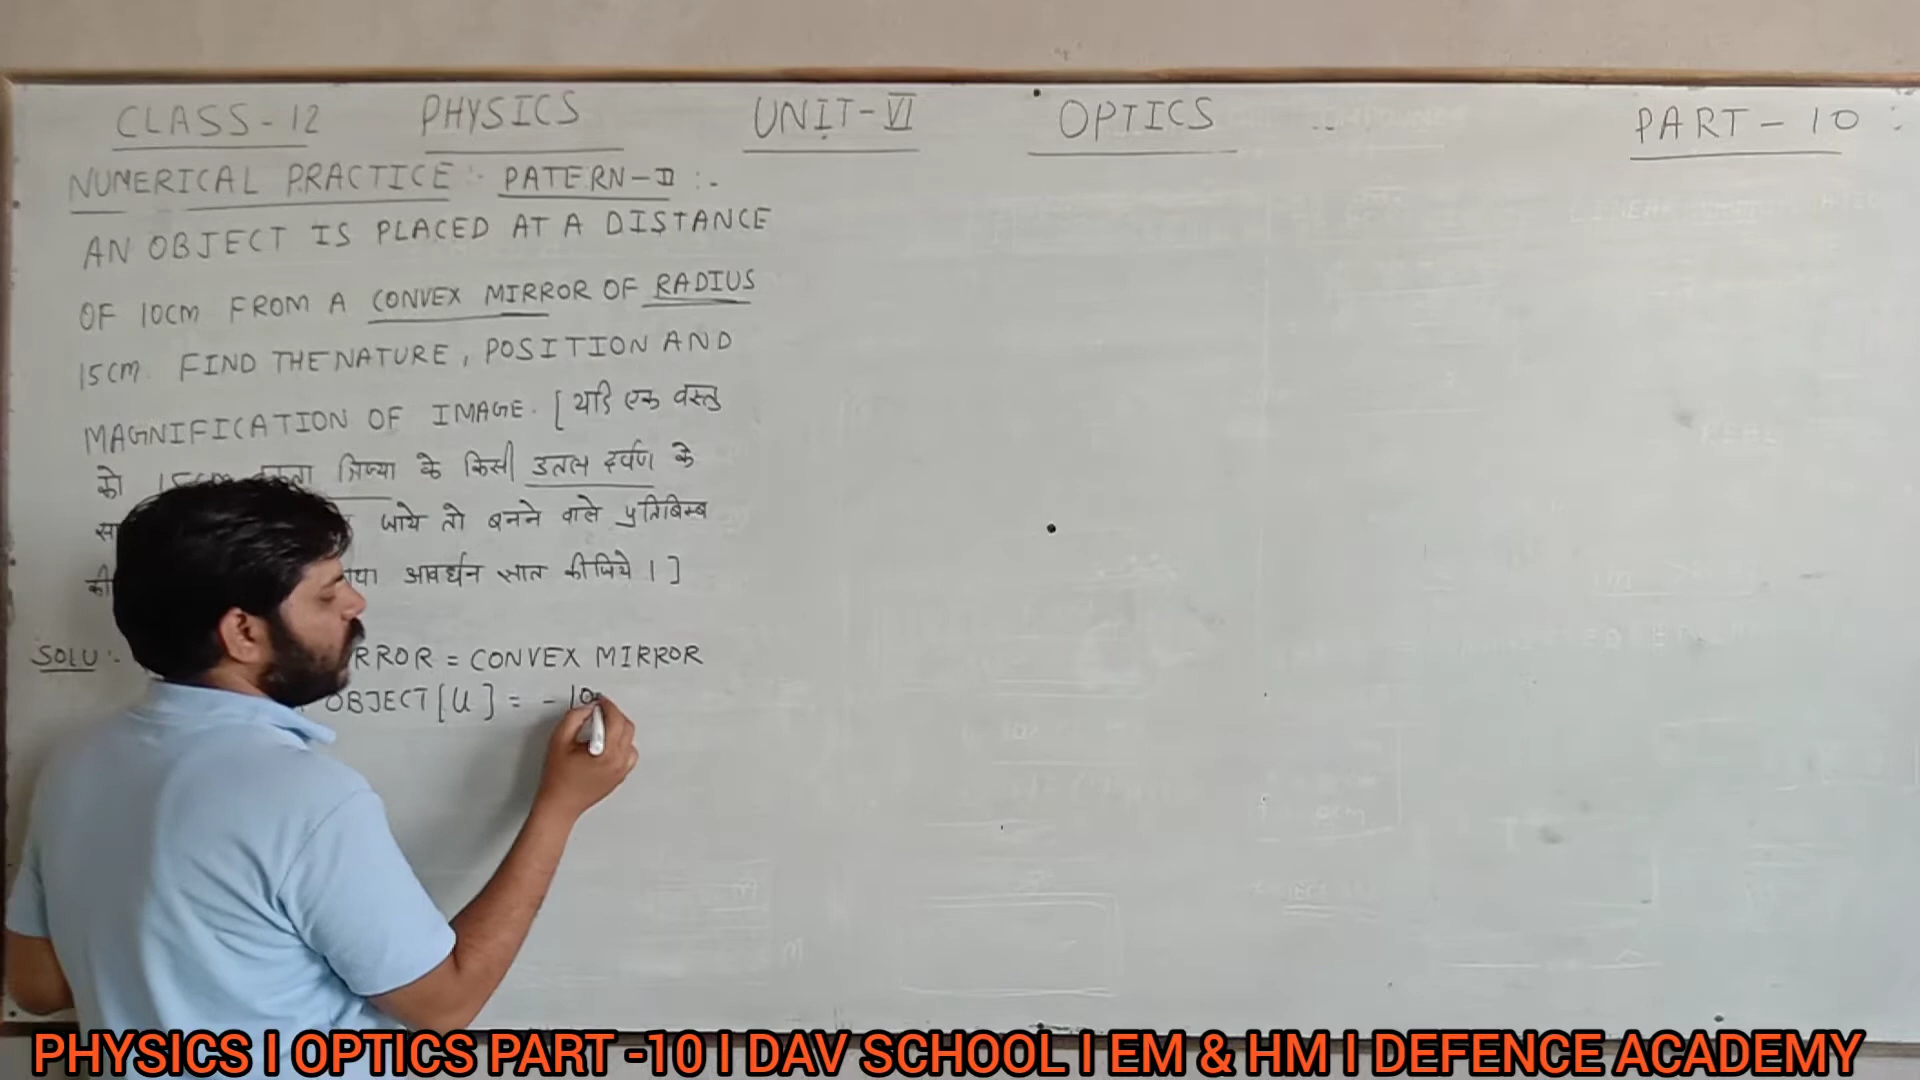 CLASS-12 PHYSICS UNIT-VI OPTICS PART-10:
NUMERICAL PRACTICE:- PATERN-II:-
AN OBJECT IS PLACED AT A DISTANCE
OF 10CM FROM A CONVEX MIRROR OF RADIUS
15CM. FIND THE NATURE, POSITION AND
MAGNIFICATION OF IMAGE. [यदि एक वस्तु
को 15cm त्रिज्या के किसी उतल दर्पण के
जाये तो बनने वाले प्रतिबिम्ब
की आवर्धन कीजिये।]
SOLU:- RROR = CONVEX MIRROR
OBJECT[U] = -10
PHYSICS I OPTICS PART -10 I DAV SCHOOL I EM & HM I DEFENCE ACADEMY